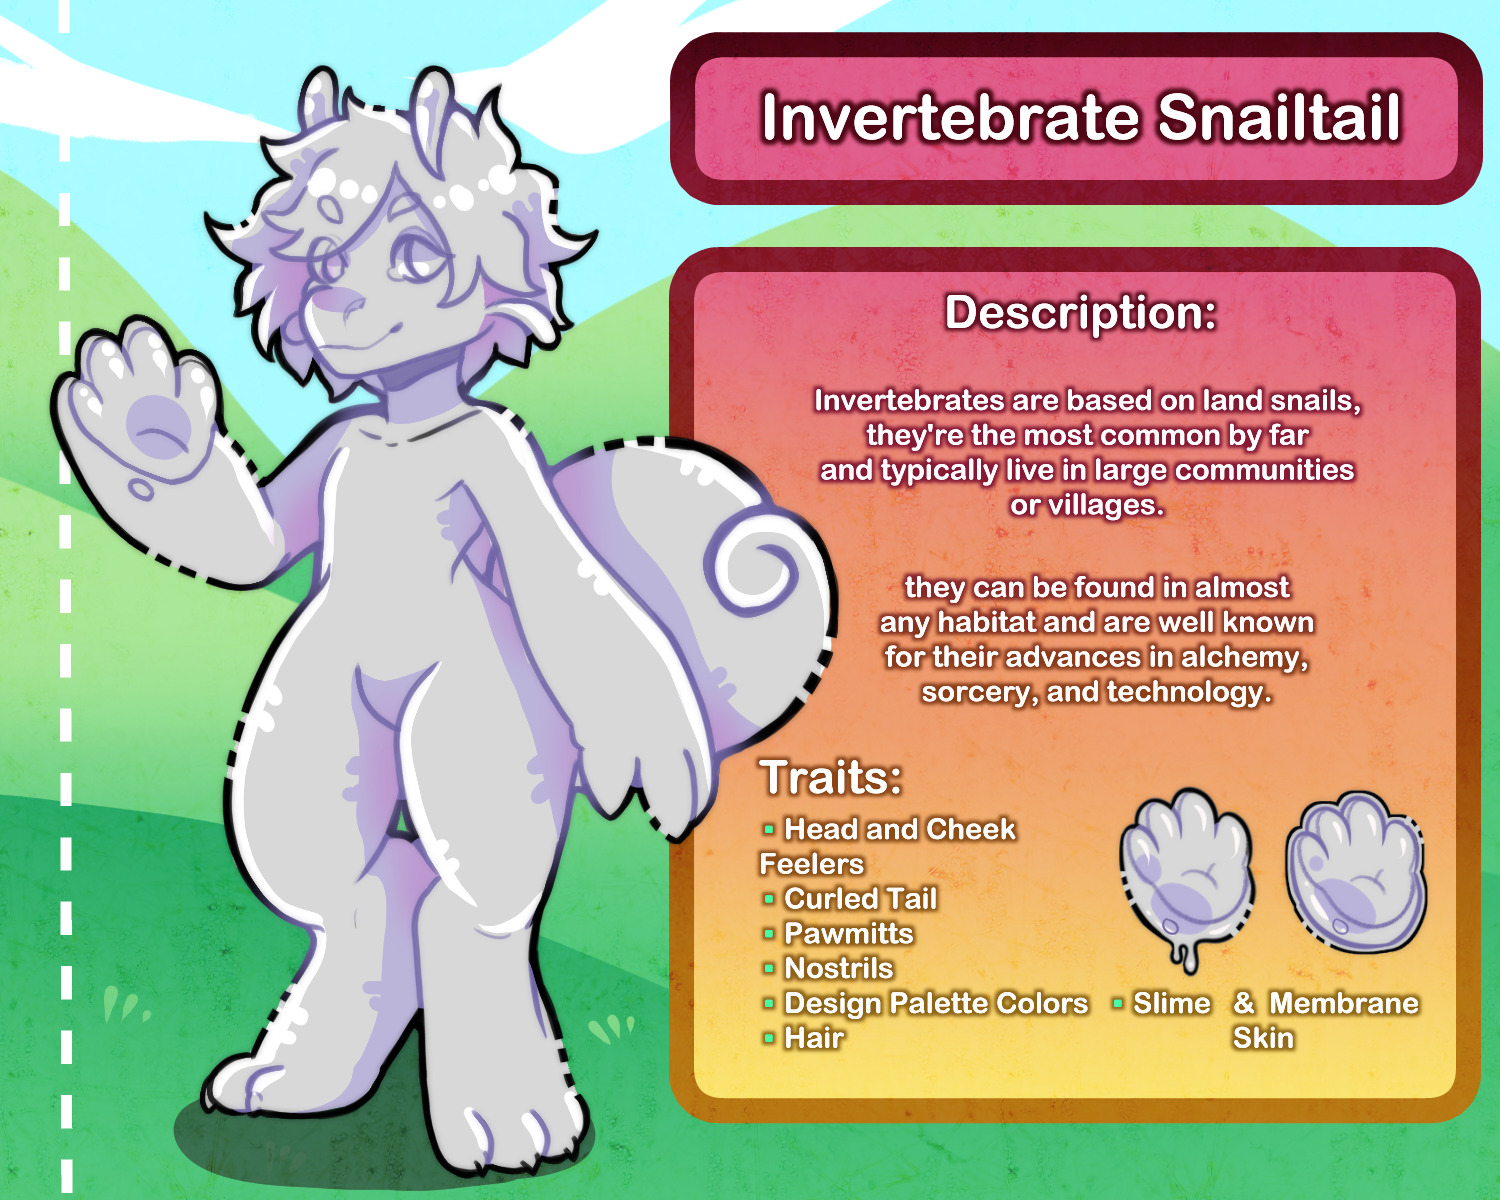 Invertebrate Snailtail
Description:
Invertebrates are based on land snails,
they're the most common by far
and typically live in large communities
or villages.
they can be found in almost
any habitat and are well known
for their advances in alchemy,
sorcery, and technology.
Traits:
▪ Head and Cheek
Feelers
▪ Curled Tail
▪ Pawmitts
▪ Nostrils
▪ Design Palette Colors
▪ Hair
▪ Slime & Membrane
Skin